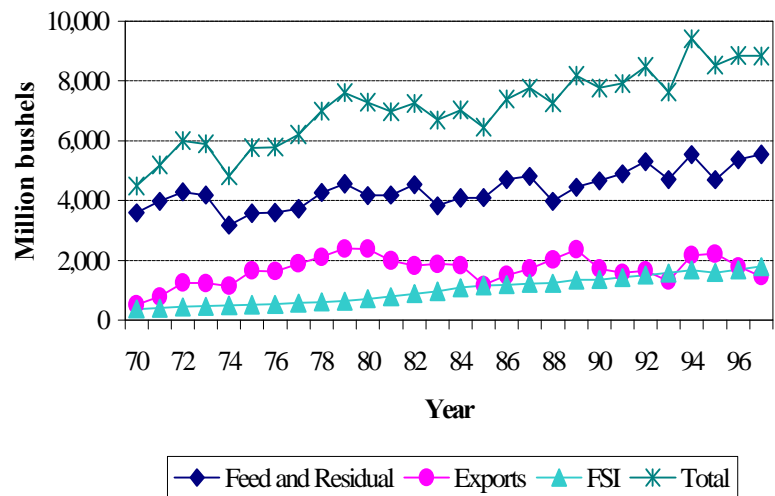 Million bushels
10,000
8,000
6,000
4,000
2,000
0
70 72 74 76 78 80 82 84 86 88 90 92 94 96
Year
Feed and Residual Exports FSI Total